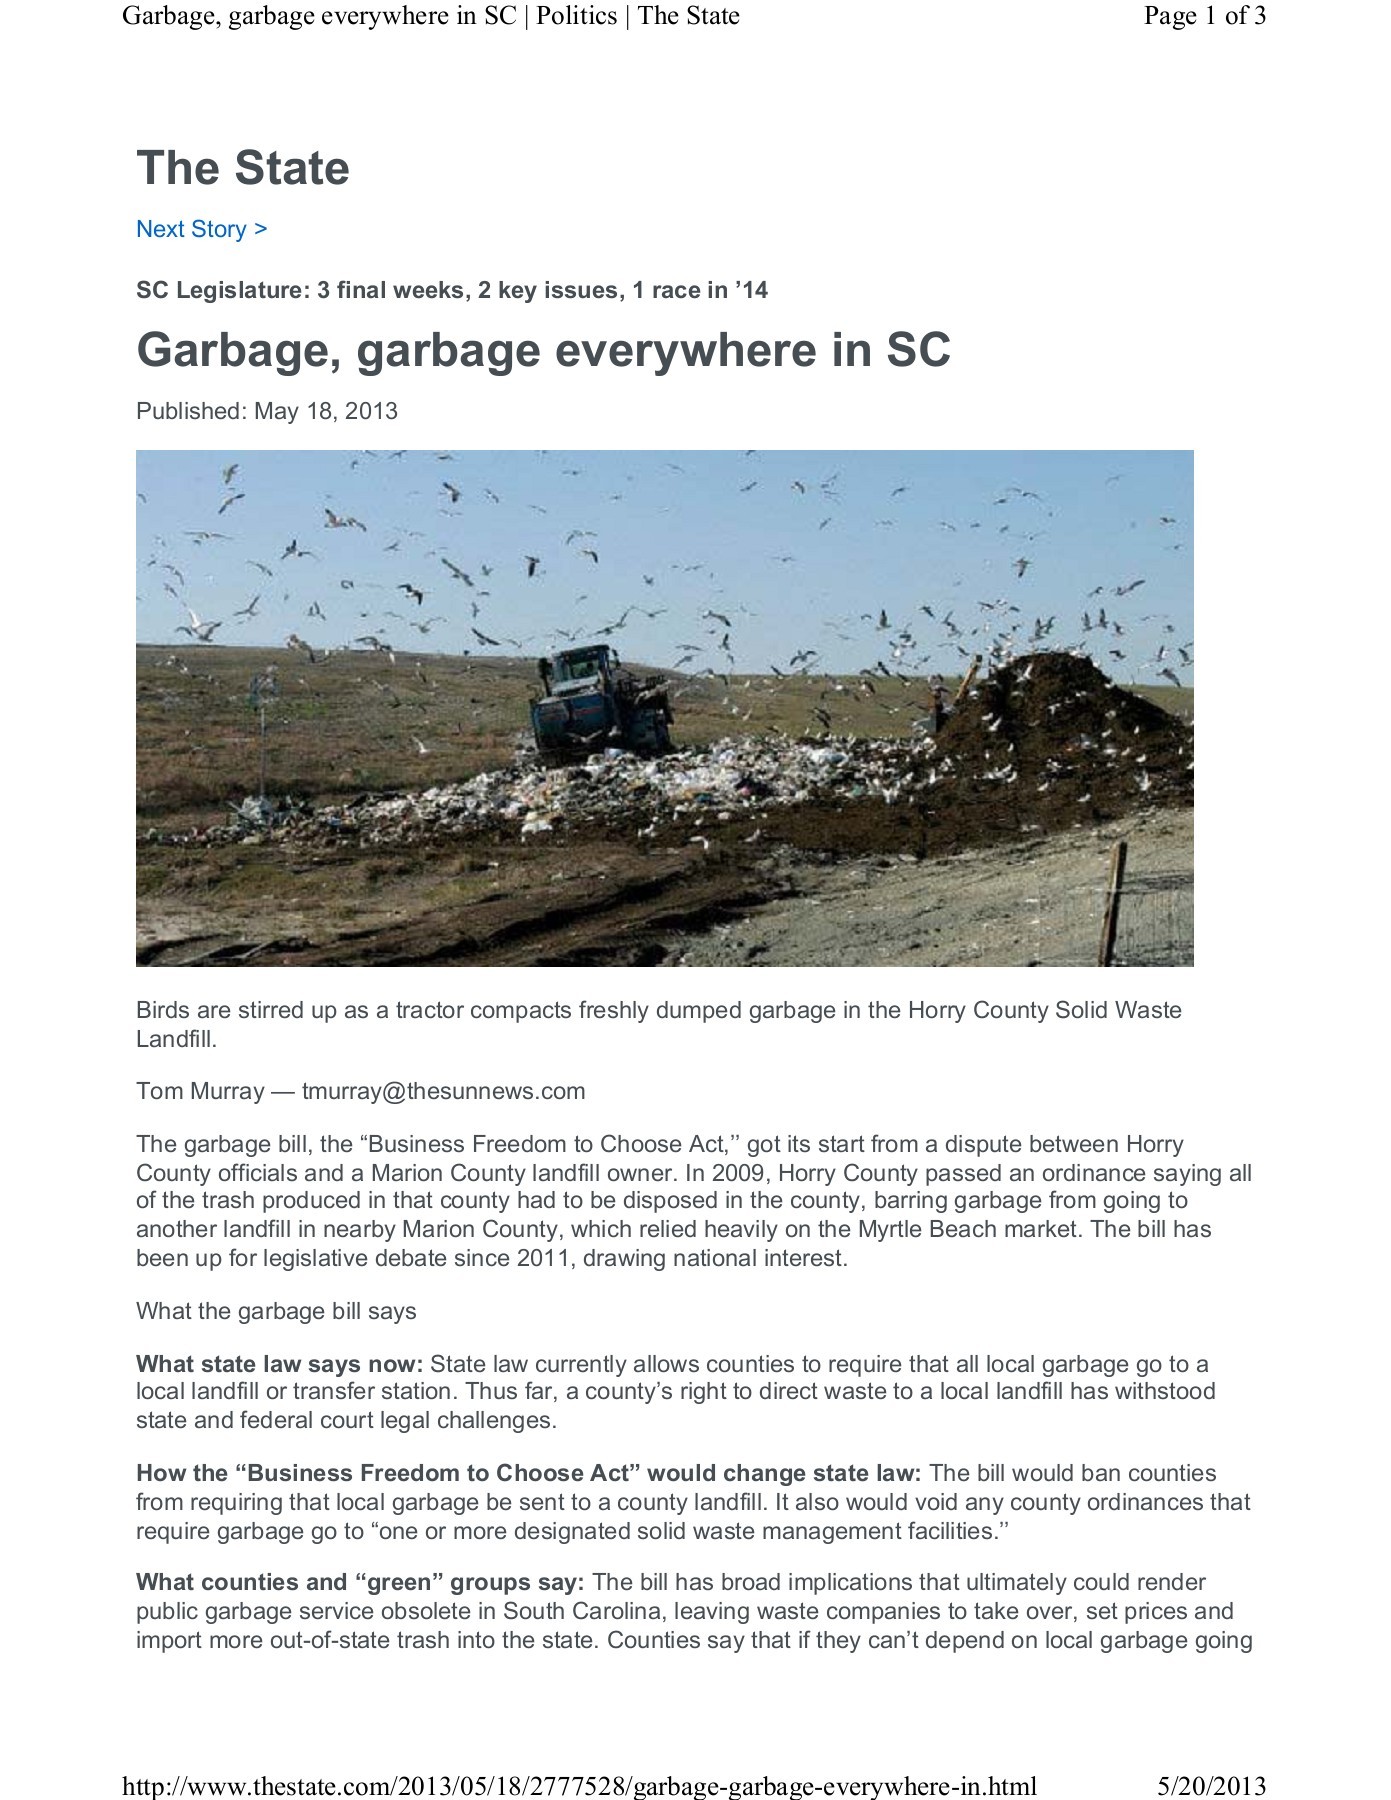 Garbage, garbage everywhere in SC | Politics | The State
Page 1 of 3
The State
Next Story >
SC Legislature: 3 final weeks, 2 key issues, 1 race in ’14
Garbage, garbage everywhere in SC
Published: May 18, 2013
Birds are stirred up as a tractor compacts freshly dumped garbage in the Horry County Solid Waste
Landfill.
Tom Murray — tmurray@thesunnews.com
The garbage bill, the “Business Freedom to Choose Act,’’ got its start from a dispute between Horry
County officials and a Marion County landfill owner. In 2009, Horry County passed an ordinance saying all
of the trash produced in that county had to be disposed in the county, barring garbage from going to
another landfill in nearby Marion County, which relied heavily on the Myrtle Beach market. The bill has
been up for legislative debate since 2011, drawing national interest.
What the garbage bill says
What state law says now: State law currently allows counties to require that all local garbage go to a
local landfill or transfer station. Thus far, a county’s right to direct waste to a local landfill has withstood
state and federal court legal challenges.
How the “Business Freedom to Choose Act” would change state law: The bill would ban counties
from requiring that local garbage be sent to a county landfill. It also would void any county ordinances that
require garbage go to “one or more designated solid waste management facilities.’’
What counties and “green” groups say: The bill has broad implications that ultimately could render
public garbage service obsolete in South Carolina, leaving waste companies to take over, set prices and
import more out-of-state trash into the state. Counties say that if they can’t depend on local garbage going
http://www.thestate.com/2013/05/18/2777528/garbage-garbage-everywhere-in.html
5/20/2013